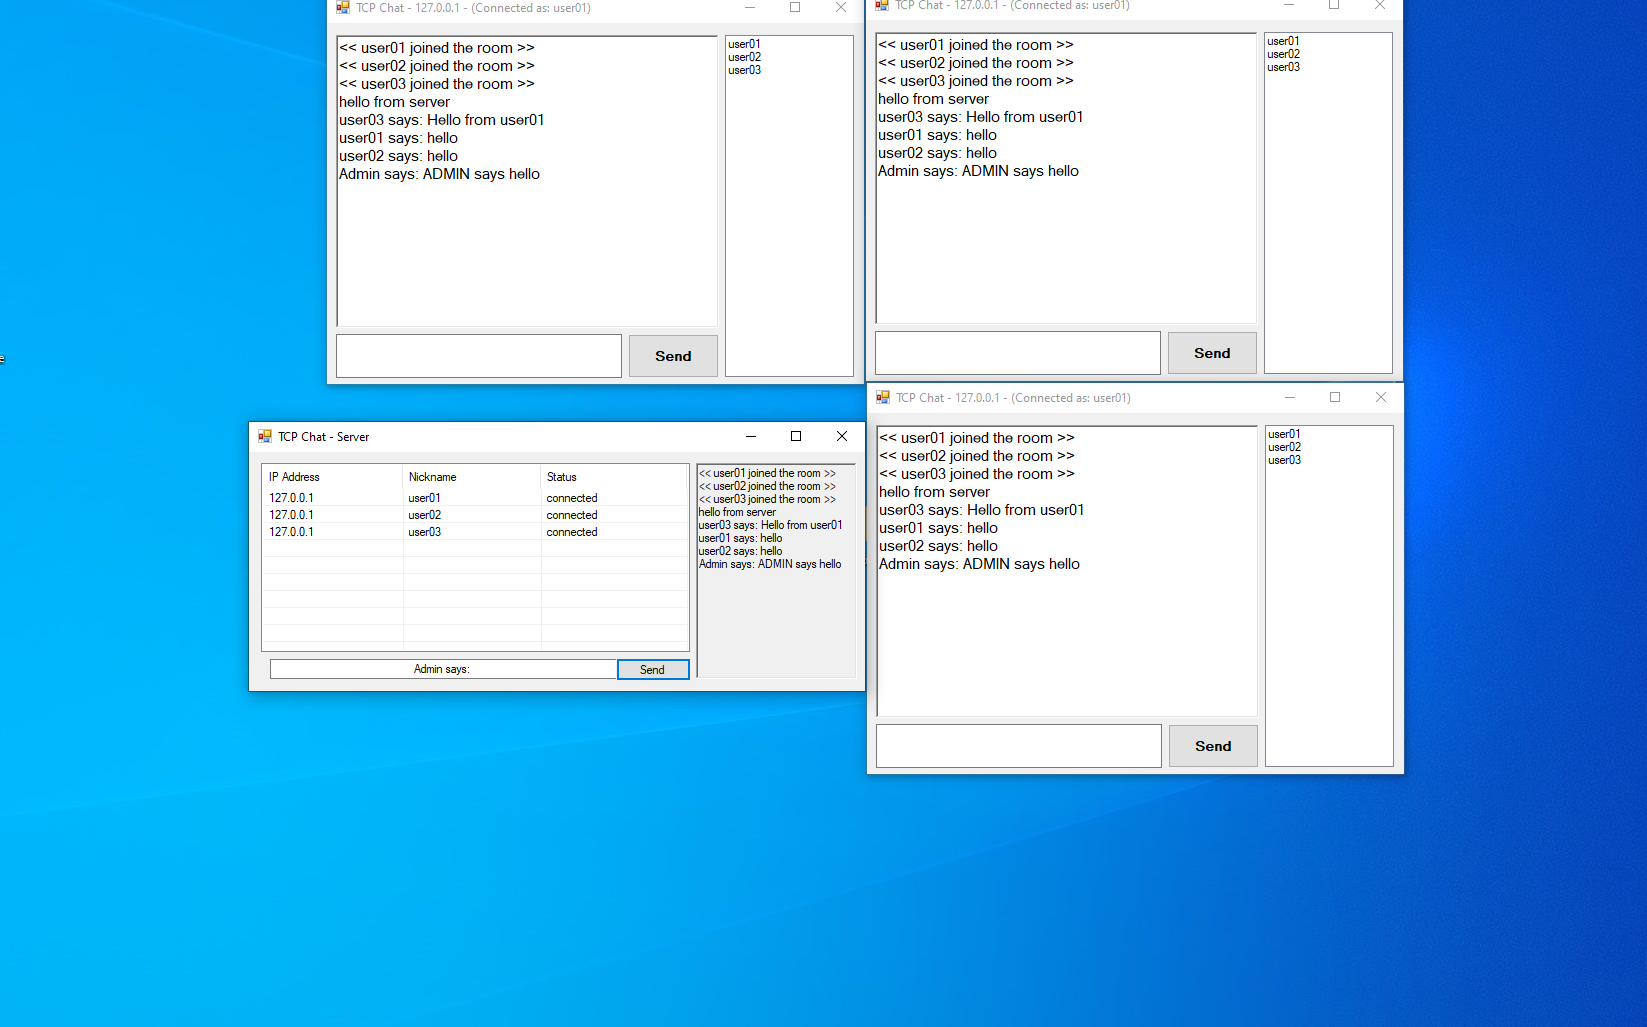 TCP Chat - 127.0.0.1 - (Connected as: user01)
<< user01 joined the room >>
<< user02 joined the room >>
<< user03 joined the room >>
hello from server
user03 says: Hello from user01
user01 says: hello
user02 says: hello
Admin says: ADMIN says hello
user01
user02
user03
Send
TCP Chat - 127.0.0.1 - (Connected as: user01)
<< user01 joined the room >>
<< user02 joined the room >>
<< user03 joined the room >>
hello from server
user03 says: Hello from user01
user01 says: hello
user02 says: hello
Admin says: ADMIN says hello
user01
user02
user03
Send
TCP Chat - Server
IP Address Nickname Status
127.0.0.1 user01 connected
127.0.0.1 user02 connected
127.0.0.1 user03 connected
Admin says:
Send
<< user01 joined the room >>
<< user02 joined the room >>
<< user03 joined the room >>
hello from server
user03 says: Hello from user01
user01 says: hello
user02 says: hello
Admin says: ADMIN says hello
TCP Chat - 127.0.0.1 - (Connected as: user01)
<< user01 joined the room >>
<< user02 joined the room >>
<< user03 joined the room >>
hello from server
user03 says: Hello from user01
user01 says: hello
user02 says: hello
Admin says: ADMIN says hello
user01
user02
user03
Send